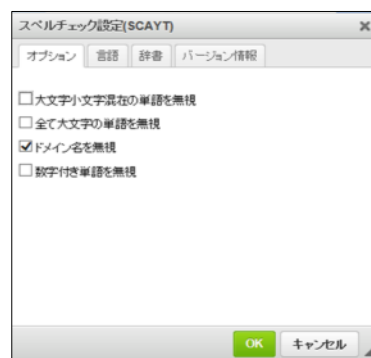 スペルチェック設定(SCAYT)
オプション 言語 辞書 バージョン情報
大文字小文字混在の単語を無視
全て大文字の単語を無視
ドメイン名を無視
数字付き単語を無視
OK キャンセル